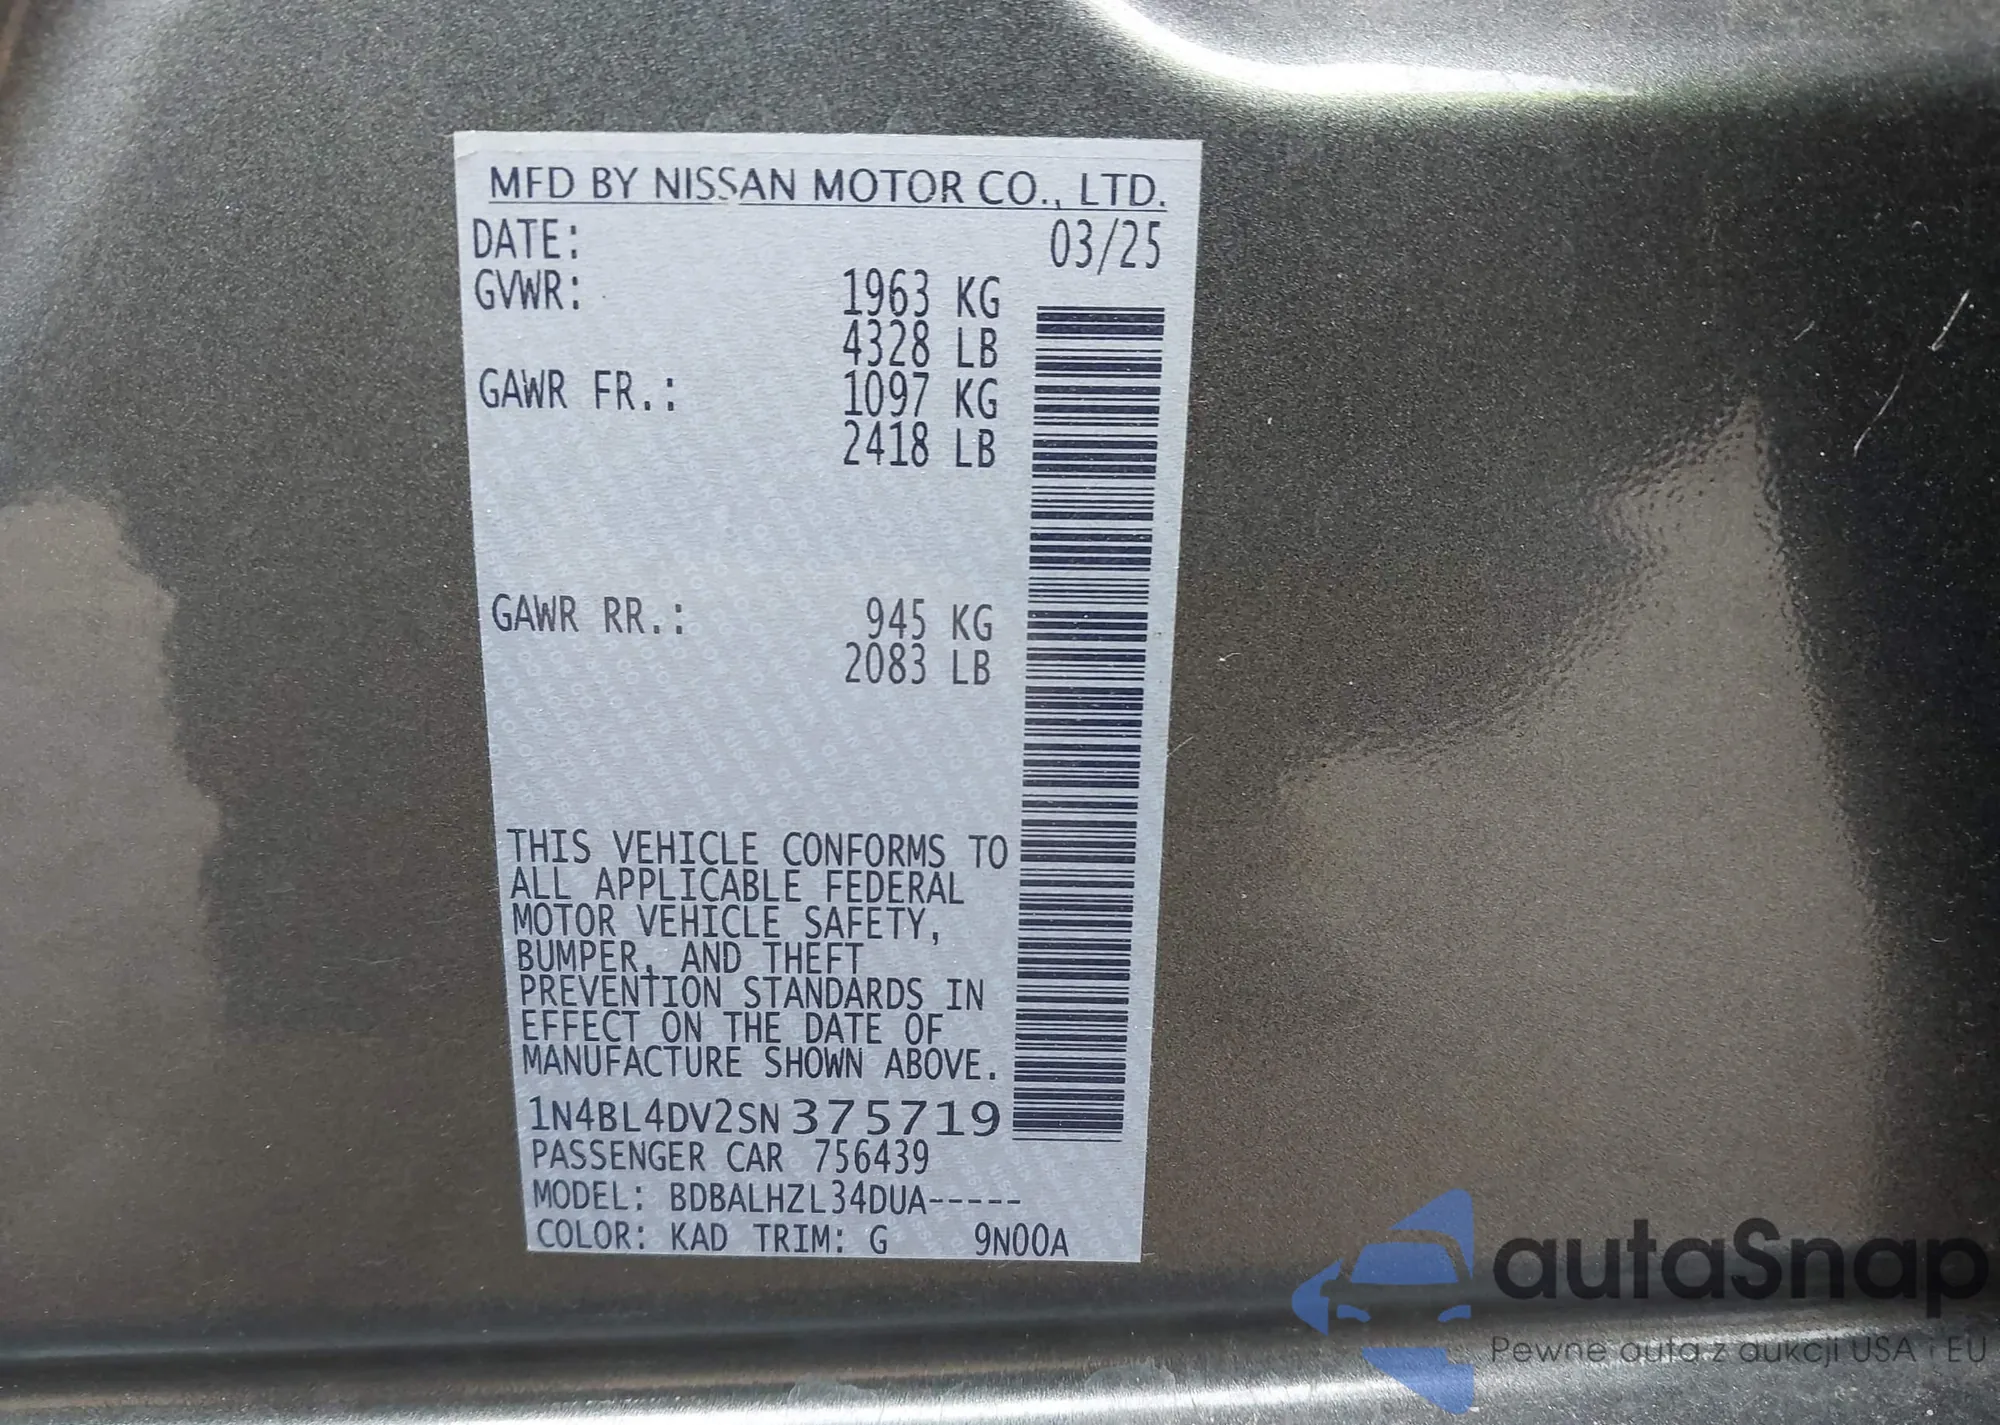 MFD BY NISSAN MOTOR CO., LTD.
DATE: 03/25
GVWR: 1963 KG
4328 LB
GAWR FR.: 1097 KG
2418 LB
GAWR RR.: 945 KG
2083 LB
THIS VEHICLE CONFORMS TO
ALL APPLICABLE FEDERAL
MOTOR VEHICLE SAFETY,
BUMPER, AND THEFT
PREVENTION STANDARDS IN
EFFECT ON THE DATE OF
MANUFACTURE SHOWN ABOVE.
1N4BL4DV2SN375719
PASSENGER CAR 756439
MODEL: BDBALHZL34DUA-----
COLOR: KAD TRIM: G 9N00A
autaSnap
Pewne auta z aukcji USA i EU